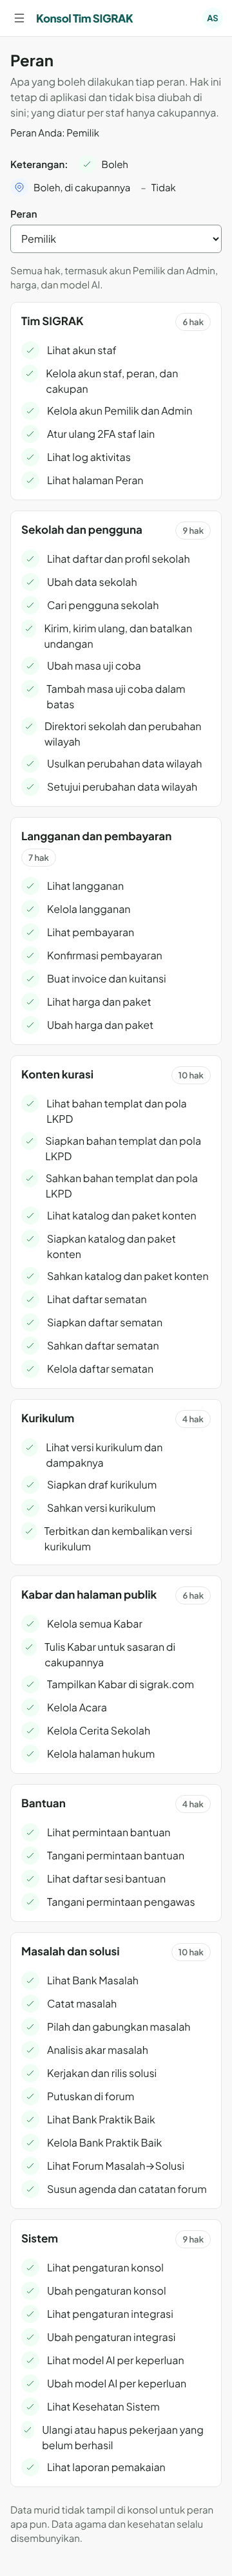 Konsol Tim SIGRAK
AS
Peran
Apa yang boleh dilakukan tiap peran. Hak ini
tetap di aplikasi dan tidak bisa diubah di
sini; yang diatur per staf hanya cakupannya.
Peran Anda: Pemilik
Keterangan:
Boleh
Boleh, di cakupannya
– Tidak
Peran
Pemilik
Semua hak, termasuk akun Pemilik dan Admin,
harga, dan model AI.
Tim SIGRAK
6 hak
Lihat akun staf
Kelola akun staf, peran, dan
cakupan
Kelola akun Pemilik dan Admin
Atur ulang 2FA staf lain
Lihat log aktivitas
Lihat halaman Peran
Sekolah dan pengguna
9 hak
Lihat daftar dan profil sekolah
Ubah data sekolah
Cari pengguna sekolah
Kirim, kirim ulang, dan batalkan
undangan
Ubah masa uji coba
Tambah masa uji coba dalam
batas
Direktori sekolah dan perubahan
wilayah
Usulkan perubahan data wilayah
Setujui perubahan data wilayah
Langganan dan pembayaran
7 hak
Lihat langganan
Kelola langganan
Lihat pembayaran
Konfirmasi pembayaran
Buat invoice dan kuitansi
Lihat harga dan paket
Ubah harga dan paket
Konten kurasi
10 hak
Lihat bahan templat dan pola
LKPD
Siapkan bahan templat dan pola
LKPD
Sahkan bahan templat dan pola
LKPD
Lihat katalog dan paket konten
Siapkan katalog dan paket
konten
Sahkan katalog dan paket konten
Lihat daftar sematan
Siapkan daftar sematan
Sahkan daftar sematan
Kelola daftar sematan
Kurikulum
4 hak
Lihat versi kurikulum dan
dampaknya
Siapkan draf kurikulum
Sahkan versi kurikulum
Terbitkan dan kembalikan versi
kurikulum
Kabar dan halaman publik
6 hak
Kelola semua Kabar
Tulis Kabar untuk sasaran di
cakupannya
Tampilkan Kabar di sigrak.com
Kelola Acara
Kelola Cerita Sekolah
Kelola halaman hukum
Bantuan
4 hak
Lihat permintaan bantuan
Tangani permintaan bantuan
Lihat daftar sesi bantuan
Tangani permintaan pengawas
Masalah dan solusi
10 hak
Lihat Bank Masalah
Catat masalah
Pilah dan gabungkan masalah
Analisis akar masalah
Kerjakan dan rilis solusi
Putuskan di forum
Lihat Bank Praktik Baik
Kelola Bank Praktik Baik
Lihat Forum Masalah→Solusi
Susun agenda dan catatan forum
Sistem
9 hak
Lihat pengaturan konsol
Ubah pengaturan konsol
Lihat pengaturan integrasi
Ubah pengaturan integrasi
Lihat model AI per keperluan
Ubah model AI per keperluan
Lihat Kesehatan Sistem
Ulangi atau hapus pekerjaan yang
belum berhasil
Lihat laporan pemakaian
Data murid tidak tampil di konsol untuk peran
apa pun. Data agama dan kesehatan selalu
disembunyikan.